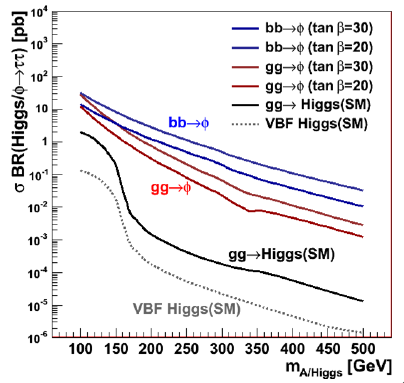 σ BR(Higgs/ϕ→ττ) [pb]
10⁵
10⁴
10³
10²
10
1
10⁻¹
10⁻²
10⁻³
10⁻⁴
10⁻⁵
10⁻⁶
bb→ϕ (tan β=30)
bb→ϕ (tan β=20)
gg→ϕ (tan β=30)
gg→ϕ (tan β=20)
gg→ Higgs(SM)
VBF Higgs(SM)
bb→ϕ
gg→ϕ
gg→Higgs(SM)
VBF Higgs(SM)
100 150 200 250 300 350 400 450 500
m_A/Higgs [GeV]